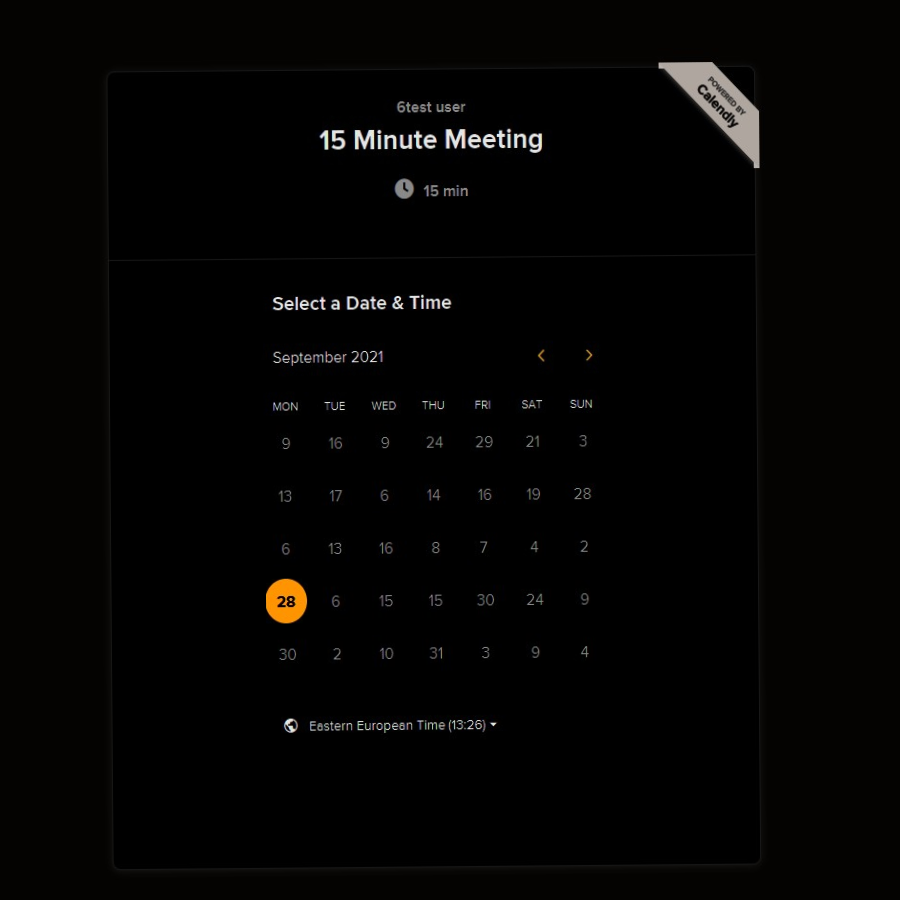 POWERED BY
Calendly
6test user
15 Minute Meeting
15 min
Select a Date & Time
September 2021
MON TUE WED THU FRI SAT SUN
9 16 9 24 29 21 3
13 17 6 14 16 19 28
6 13 16 8 7 4 2
28 6 15 15 30 24 9
30 2 10 31 3 9 4
Eastern European Time (13:26)